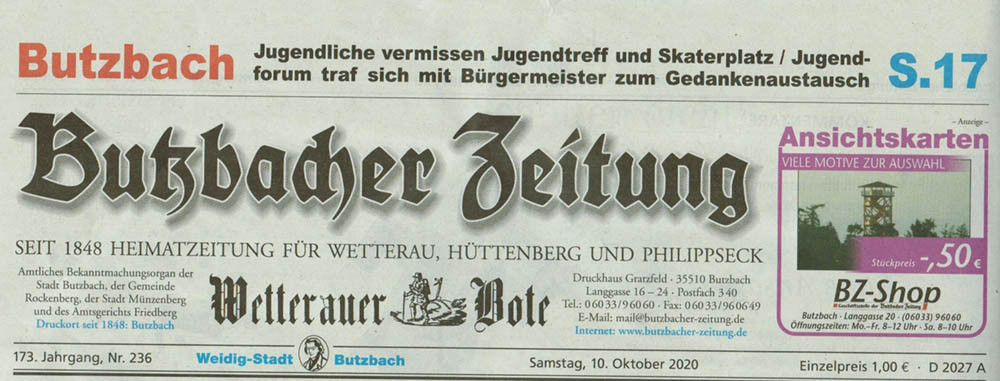 Butzbach
Jugendliche vermissen Jugendtreff und Skaterplatz / Jugend-
forum traf sich mit Bürgermeister zum Gedankenaustausch
S.17
Butzbacher Zeitung
SEIT 1848 HEIMATZEITUNG FÜR WETTERAU, HÜTTENBERG UND PHILIPPSECK
Amtliches Bekanntmachungsorgan der
Stadt Butzbach, der Gemeinde
Rockenberg, der Stadt Münzenberg
und des Amtsgerichts Friedberg
Druckort seit 1848: Butzbach
Wetterauer Bote
Druckhaus Gratzfeld · 35510 Butzbach
Langgasse 16 – 24 · Postfach 340
Tel.: 06033/96060 · Fax: 06033/960649
E-Mail: mail@butzbacher-zeitung.de
Internet: www.butzbacher-zeitung.de
– Anzeige –
Ansichtskarten
VIELE MOTIVE ZUR AUSWAHL
Stückpreis -,50 €
BZ-Shop
Geschäftsstelle der Butzbacher Zeitung
Butzbach · Langgasse 20 · (06033) 96060
Öffnungszeiten: Mo.-Fr. 8–12 Uhr · Sa. 8–10 Uhr
173. Jahrgang, Nr. 236
Weidig-Stadt Butzbach
Samstag, 10. Oktober 2020
Einzelpreis 1,00 € · D 2027 A